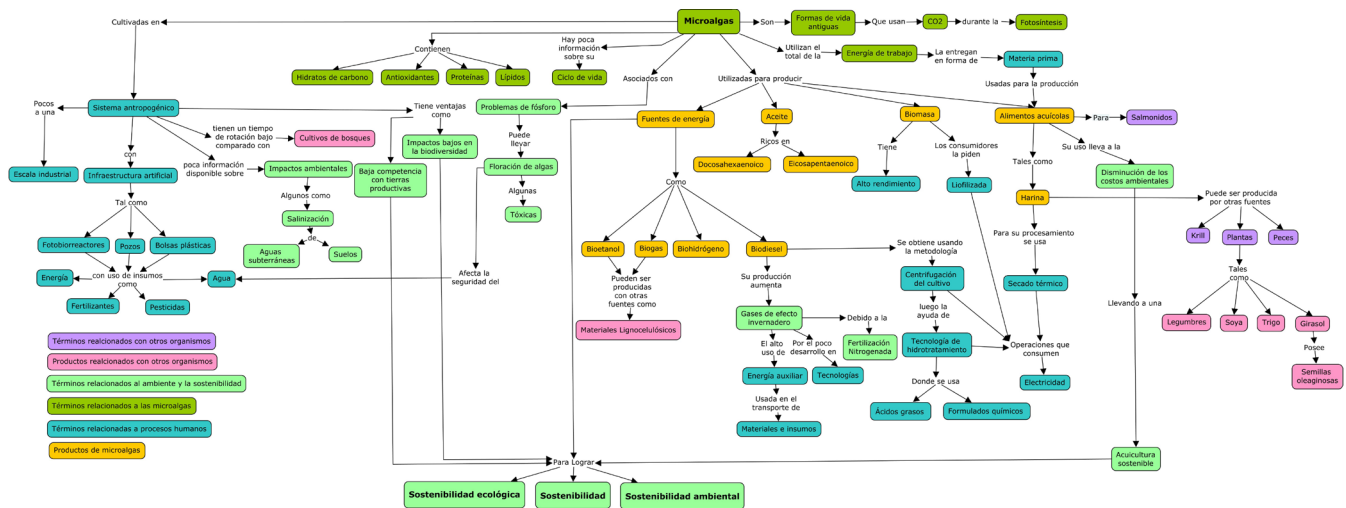 Microalgas
Cultivadas en
Son
Formas de vida
antiguas
Que usan
CO2
durante la
Fotosíntesis
Contienen
Hidratos de carbono
Antioxidantes
Proteínas
Lípidos
Hay poca
información
sobre su
Ciclo de vida
Utilizan el
total de la
Energía de trabajo
La entregan
en forma de
Materia prima
Usadas para la producción
Asociados con
Utilizadas para producir
Sistema antropogénico
Pocos
a una
Escala industrial
con
Infraestructura artificial
Tal como
Fotobiorreactores
Pozos
Bolsas plásticas
Energía
con uso de insumos
como
Agua
Fertilizantes
Pesticidas
tienen un tiempo
de rotación bajo
comparado con
Cultivos de bosques
poca información
disponible sobre
Impactos ambientales
Algunos como
Salinización
de
Aguas
subterráneas
Suelos
Tiene ventajas
como
Impactos bajos en
la biodiversidad
Baja competencia
con tierras
productivas
Problemas de fósforo
Puede
llevar
Floración de algas
Algunas
Tóxicas
Afecta la
seguridad del
Fuentes de energía
Como
Bioetanol
Biogas
Biohidrógeno
Biodiesel
Pueden ser
producidas
con otras
fuentes como
Materiales Lignocelulósicos
Aceite
Ricos en
Docosahexaenoico
Eicosapentaenoico
Biomasa
Tiene
Alto rendimiento
Los consumidores
la piden
Liofilizada
Alimentos acuícolas
Para
Salmonidos
Tales como
Harina
Su uso lleva a la
Disminución de los
costos ambientales
Puede ser producida
por otras fuentes
Krill
Plantas
Peces
Tales
como
Legumbres
Soya
Trigo
Girasol
Posee
Semillas
oleaginosas
Para su procesamiento
se usa
Secado térmico
Llevando a una
Se obtiene usando
la metodología
Centrifugación
del cultivo
luego la
ayuda de
Tecnología de
hidrotratamiento
Operaciones que
consumen
Electricidad
Donde se usa
Ácidos grasos
Formulados químicos
Su producción
aumenta
Gases de efecto
invernadero
Debido a la
Fertilización
Nitrogenada
El alto
uso de
Por el poco
desarrollo en
Energía auxiliar
Tecnologías
Usada en el
transporte de
Materiales e insumos
Acuicultura
sostenible
Para Lograr
Sostenibilidad ecológica
Sostenibilidad
Sostenibilidad ambiental
Términos realcionados con otro organismos
Productos realcionados con otros organismos
Términos relacionados al ambiente y la sostenibilidad
Términos relacionados a las microalgas
Términos relacionadas a procesos humanos
Productos de microalgas